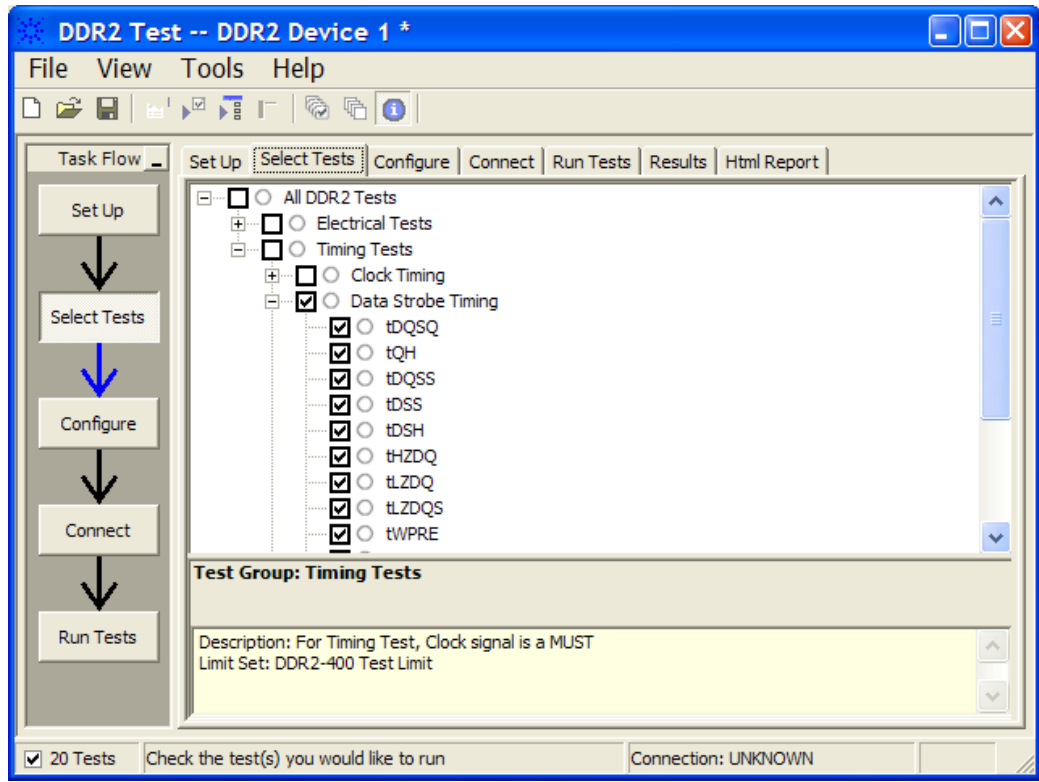 DDR2 Test -- DDR2 Device 1 *
File View Tools Help
Task Flow
Set Up
Select Tests
Configure
Connect
Run Tests
Set Up Select Tests Configure Connect Run Tests Results Html Report
All DDR2 Tests
Electrical Tests
Timing Tests
Clock Timing
Data Strobe Timing
tDQSQ
tQH
tDQSS
tDSS
tDSH
tHZDQ
tLZDQ
tLZDQS
tWPRE
Test Group: Timing Tests
Description: For Timing Test, Clock signal is a MUST
Limit Set: DDR2-400 Test Limit
20 Tests Check the test(s) you would like to run Connection: UNKNOWN